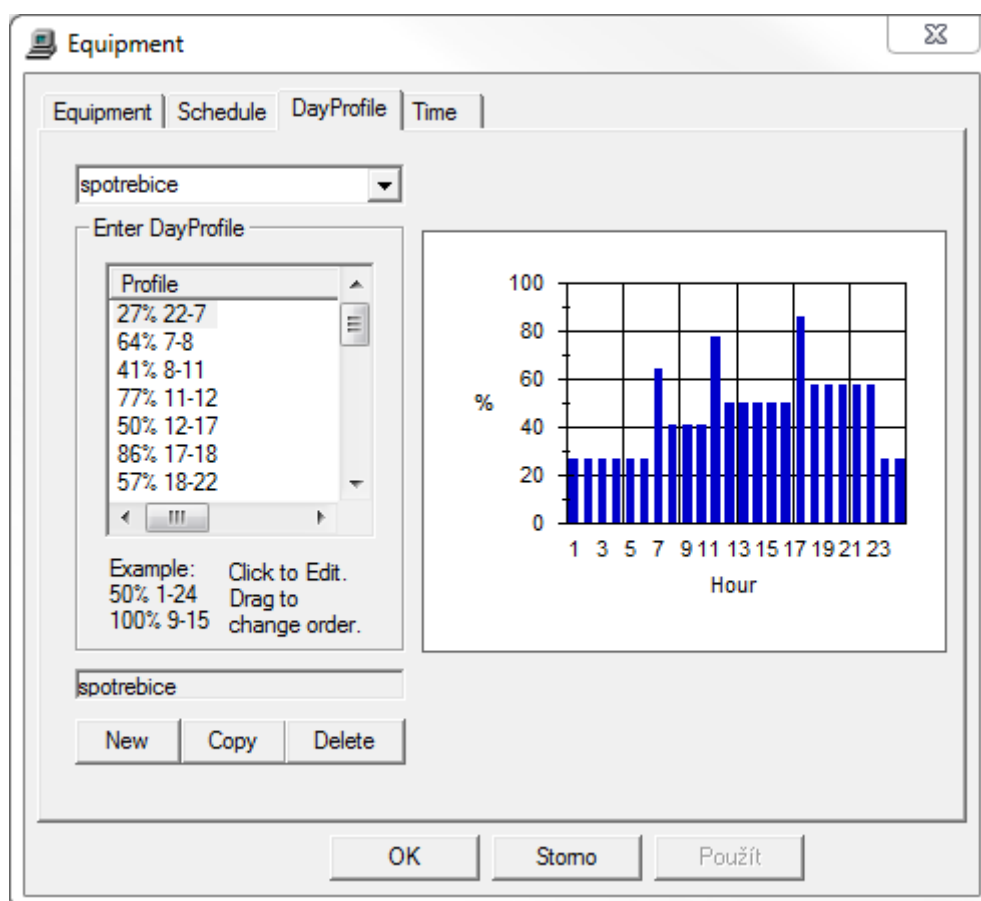 Equipment
Equipment Schedule DayProfile Time
spotrebice
Enter DayProfile
Profile
27% 22-7
64% 7-8
41% 8-11
77% 11-12
50% 12-17
86% 17-18
57% 18-22
Example:
50% 1-24
100% 9-15
Click to Edit.
Drag to
change order.
spotrebice
New Copy Delete
100
80
60
40
20
0
%
1 3 5 7 9 11 13 15 17 19 21 23
Hour
OK Storno Použít